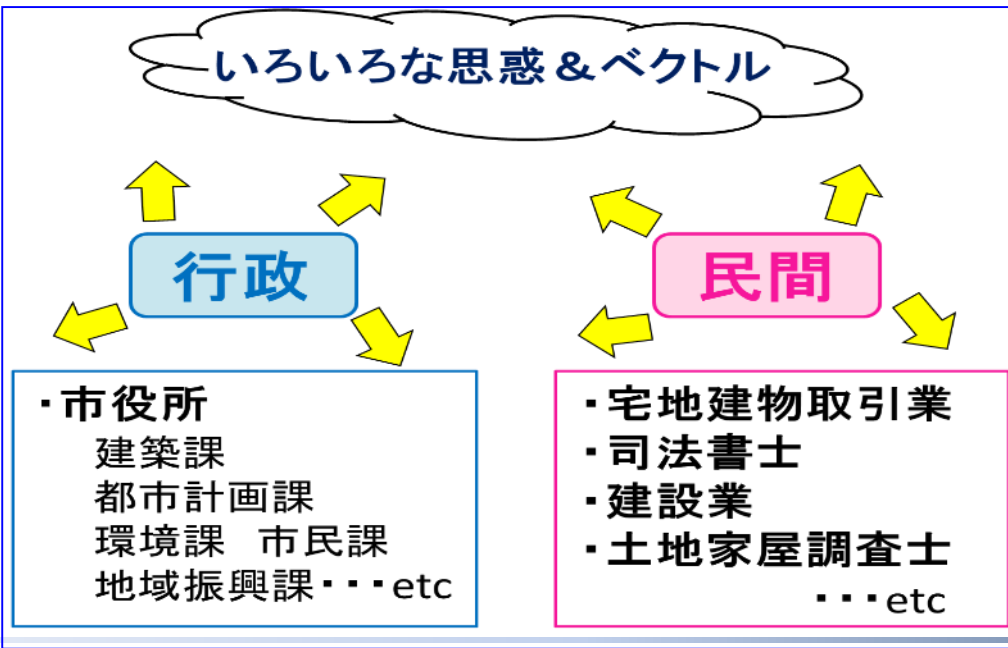 いろいろな思惑＆ベクトル
行政
民間
・市役所
建築課
都市計画課
環境課　市民課
地域振興課・・・etc
・宅地建物取引業
・司法書士
・建設業
・土地家屋調査士
・・・etc